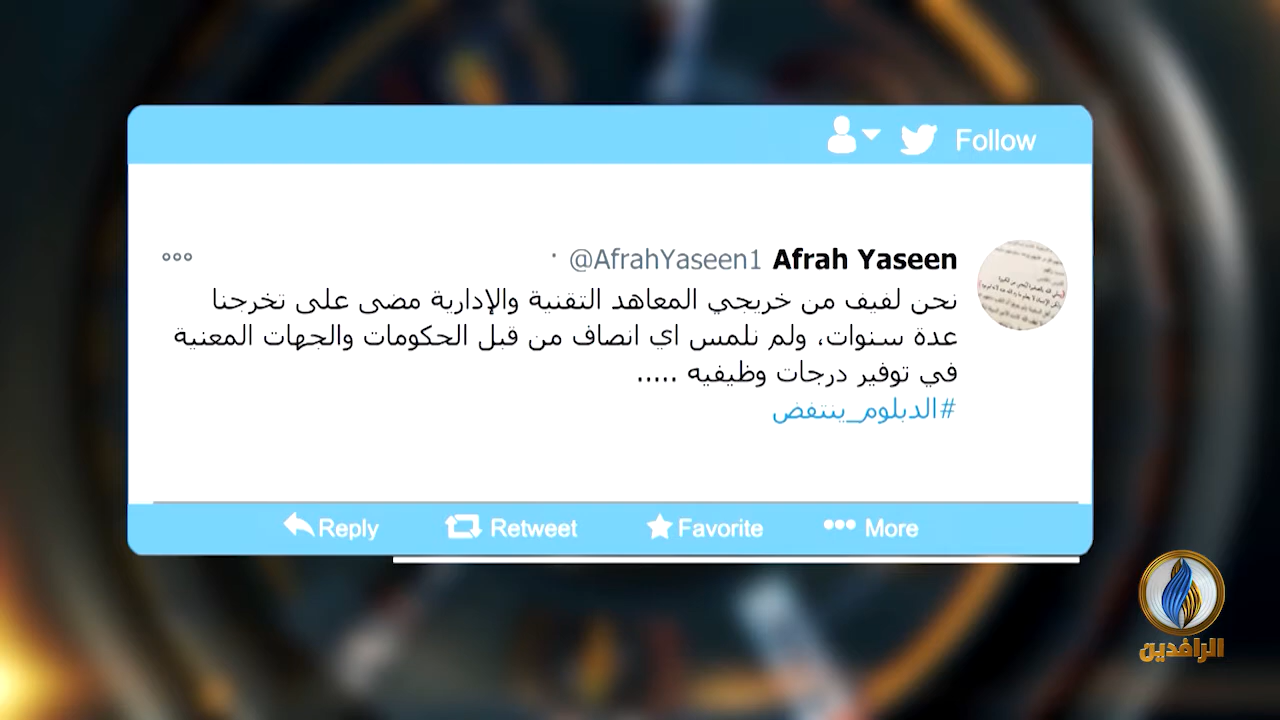 Follow
Afrah Yaseen @AfrahYaseen1 ·
نحن لفيف من خريجي المعاهد التقنية والإدارية مضى على تخرجنا
عدة سنوات، ولم نلمس اي انصاف من قبل الحكومات والجهات المعنية
في توفير درجات وظيفيه .....
#الدبلوم_ينتفض
Reply Retweet Favorite More
الرافدين